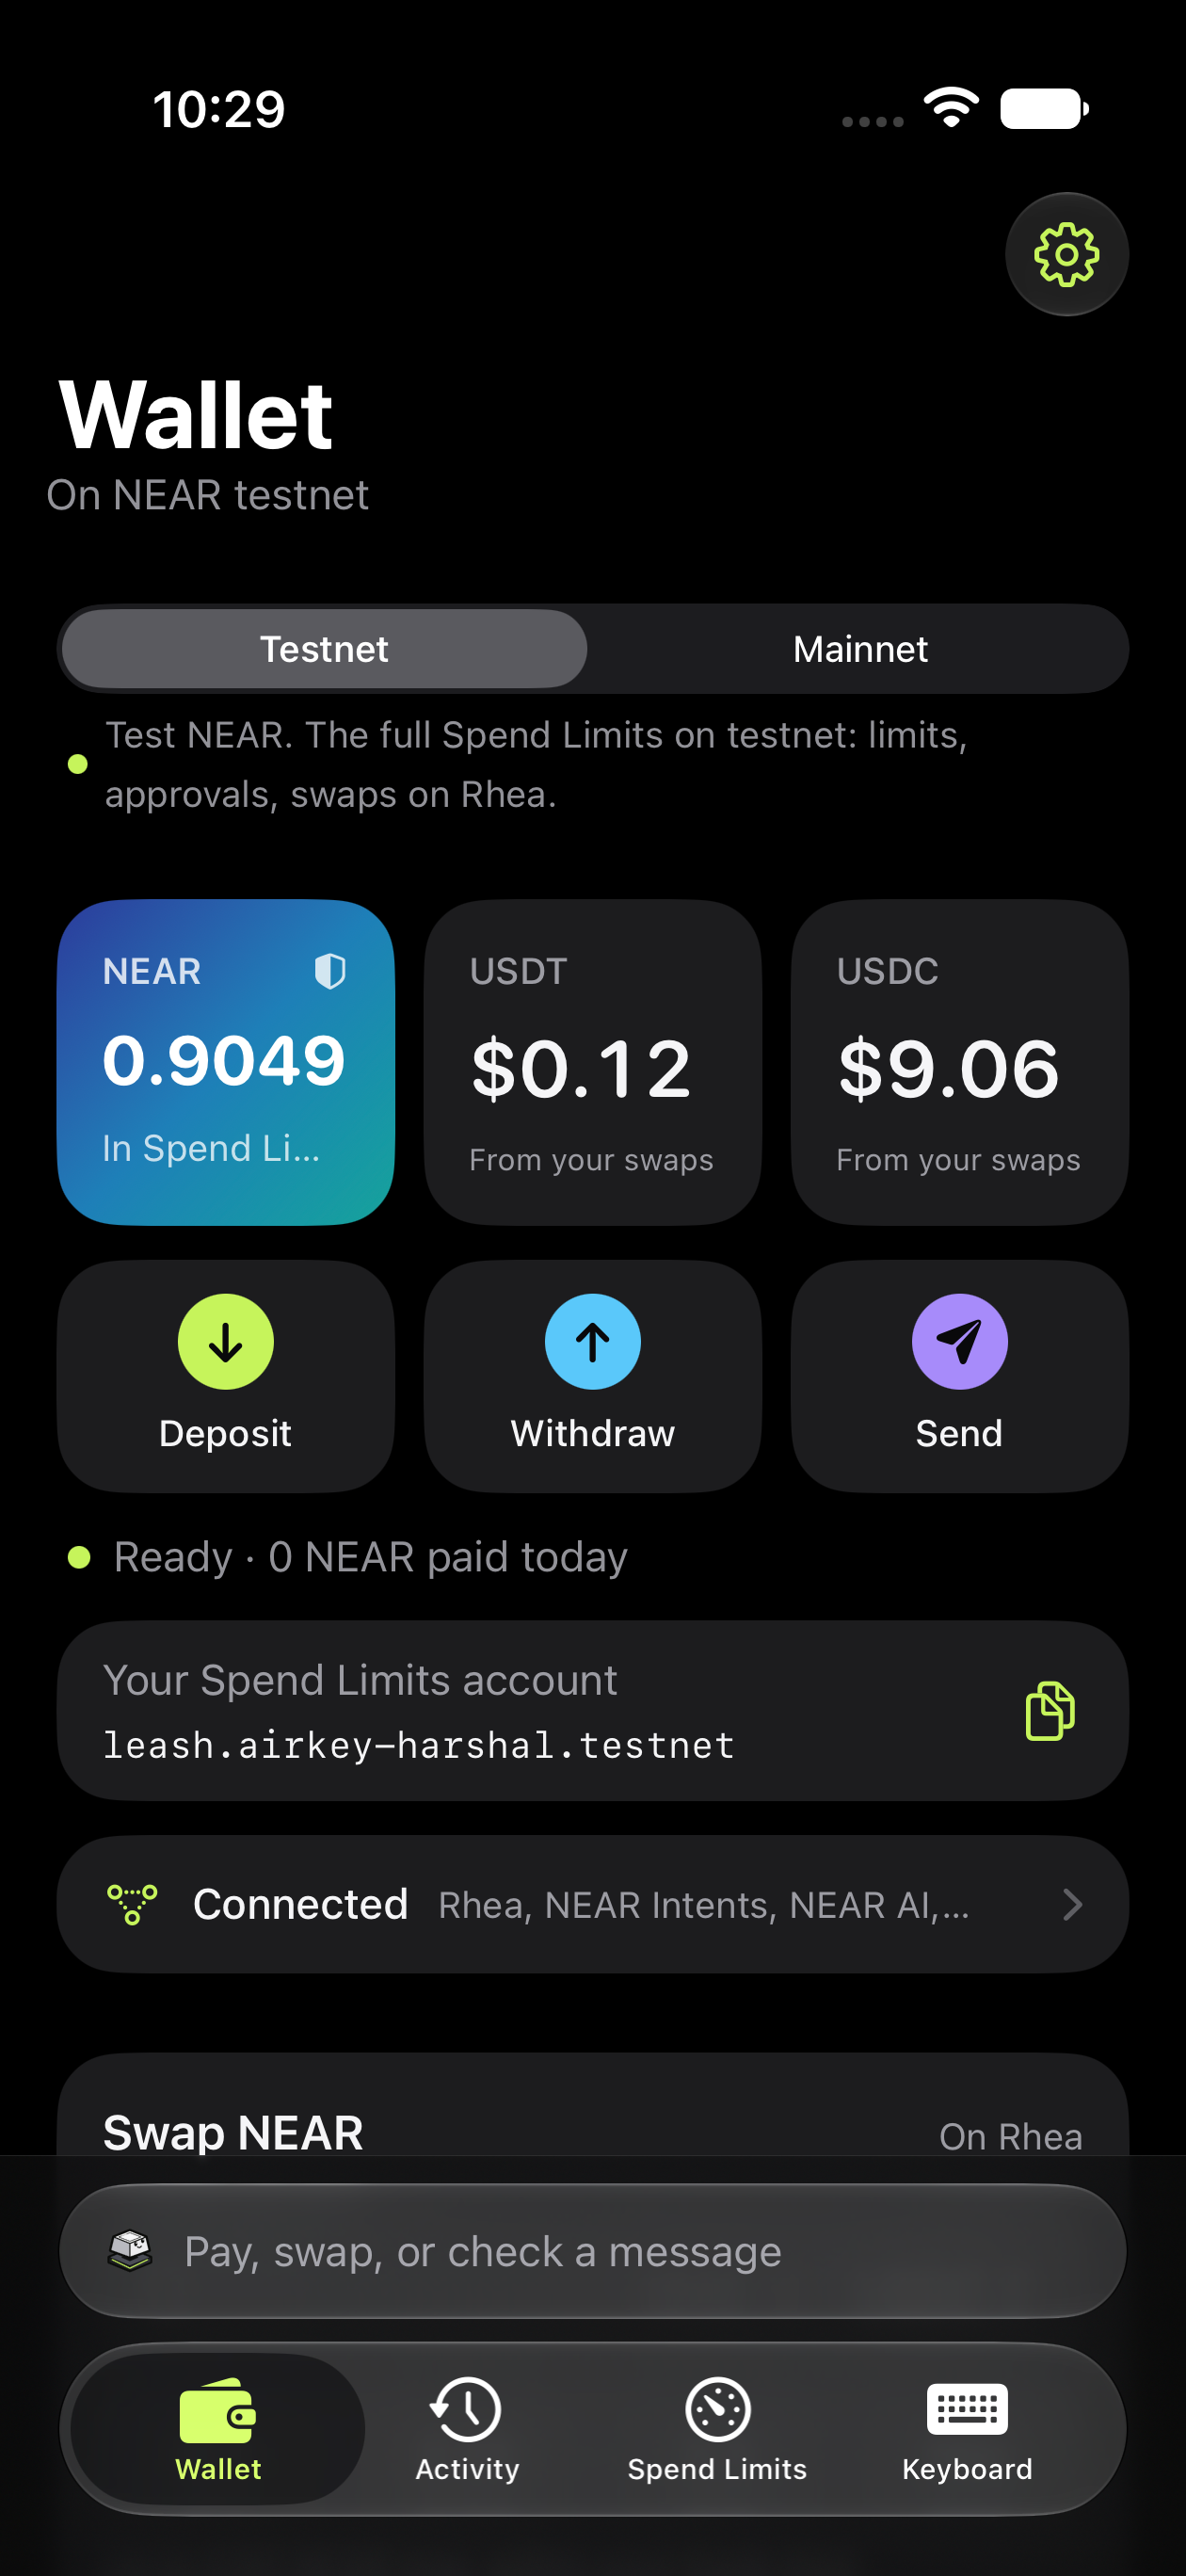 10:29
Wallet
On NEAR testnet
Testnet
Mainnet
Test NEAR. The full Spend Limits on testnet: limits,
approvals, swaps on Rhea.
NEAR
0.9049
In Spend Li...
USDT
$0.12
From your swaps
USDC
$9.06
From your swaps
Deposit
Withdraw
Send
Ready · 0 NEAR paid today
Your Spend Limits account
leash.airkey-harshal.testnet
Connected Rhea, NEAR Intents, NEAR AI,...
Swap NEAR
On Rhea
Pay, swap, or check a message
Wallet
Activity
Spend Limits
Keyboard